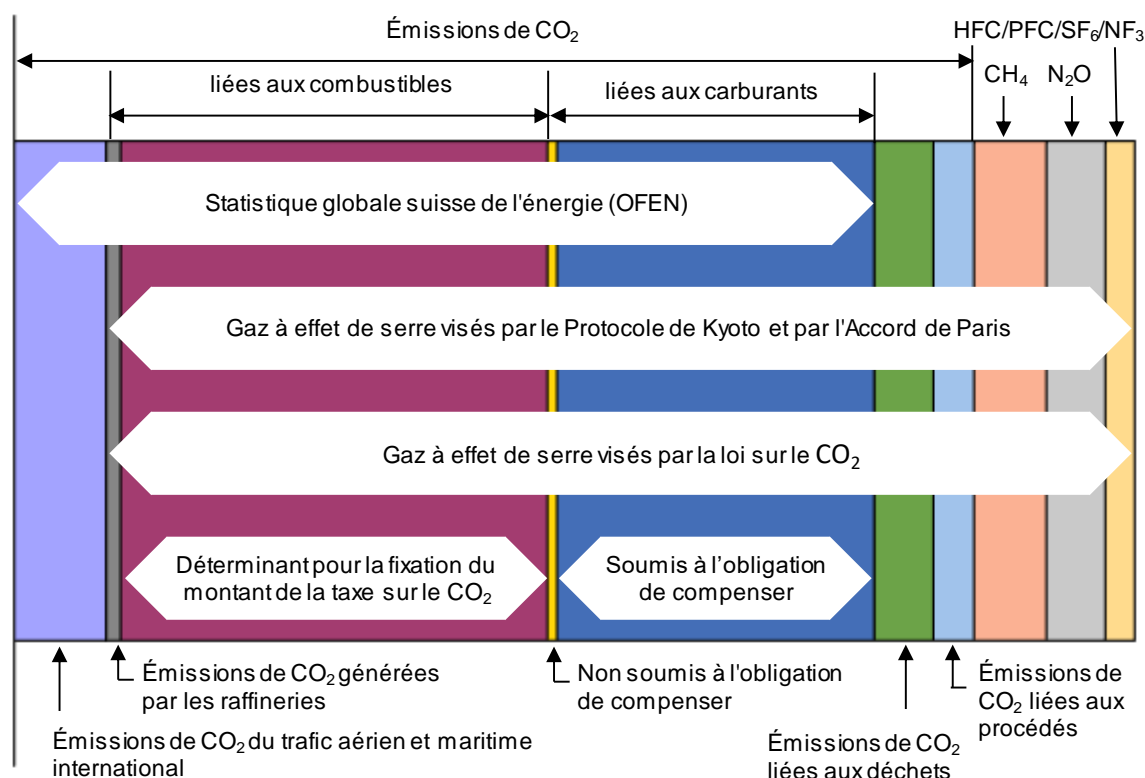 Émissions de CO₂
HFC/PFC/SF₆/NF₃
liées aux combustibles
liées aux carburants
CH₄
N₂O
Statistique globale suisse de l'énergie (OFEN)
Gaz à effet de serre visés par le Protocole de Kyoto et par l'Accord de Paris
Gaz à effet de serre visés par la loi sur le CO₂
Déterminant pour la fixation du
montant de la taxe sur le CO₂
Soumis à l’obligation
de compenser
Émissions de CO₂ générées
par les raffineries
Non soumis à l'obligation
de compenser
Émissions de
CO₂ liées aux
procédés
Émissions de CO₂ du trafic aérien et maritime
international
Émissions de CO₂
liées aux déchets